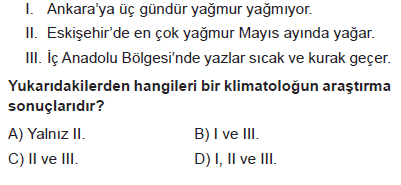 I. Ankara'ya üç gündür yağmur yağmıyor.
II. Eskişehir'de en çok yağmur Mayıs ayında yağar.
III. İç Anadolu Bölgesi'nde yazlar sıcak ve kurak geçer.
Yukarıdakilerden hangileri bir klimatoloğun araştırma
sonuçlarıdır?
A) Yalnız II. B) I ve III.
C) II ve III. D) I, II ve III.